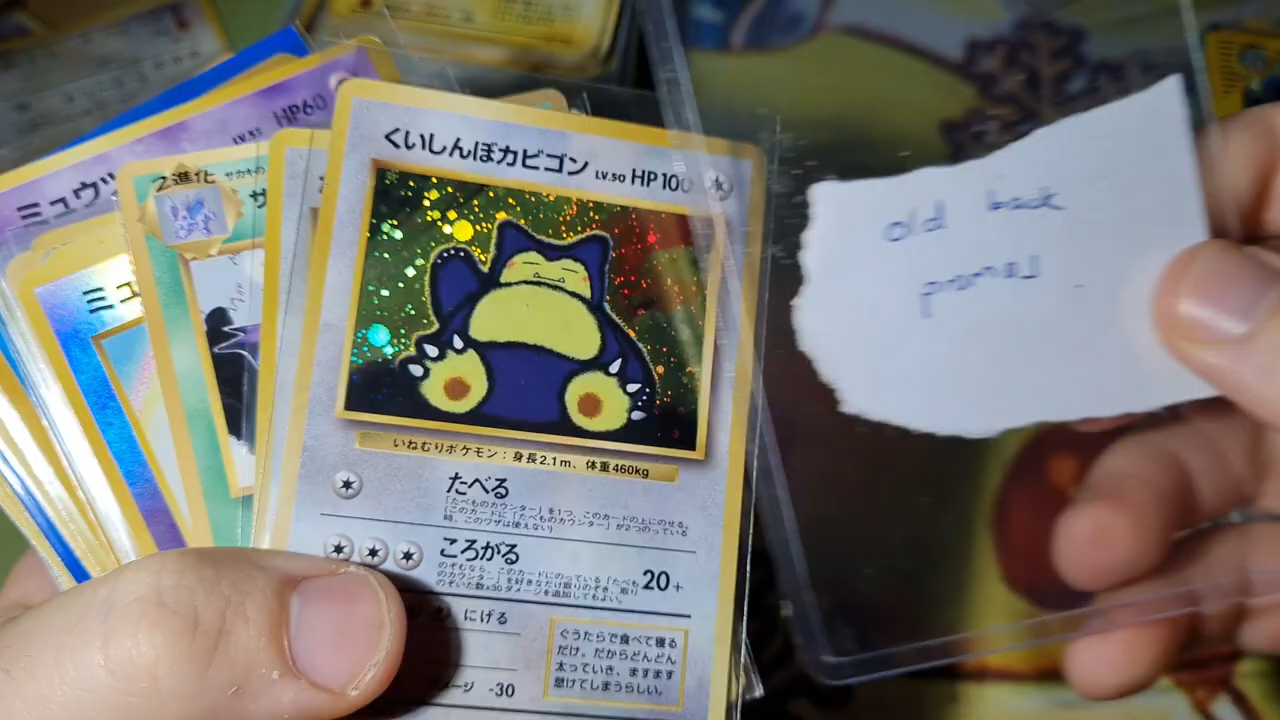 くいしんぼカビゴン LV.50 HP100
いねむりポケモン：身長2.1m、体重460kg
たべる
「たべものカウンター」を1つ、このカードの上にのせる。
(このカードに「たべものカウンター」が2つのっている
時、このワザは使えない)
ころがる
のぞむなら、このカードにのっている「たべも
のカウンター」を好きなだけ取りのぞき、取り
のぞいた数×30ダメージを追加してもよい。
20+
にげる
-30
ぐうたらで食べて寝る
だけ。だからどんどん
太っていき、ますます
怠けてしまうらしい。
ミュウツ
HP60
2進化 サカキの
ミュ
old back
promos